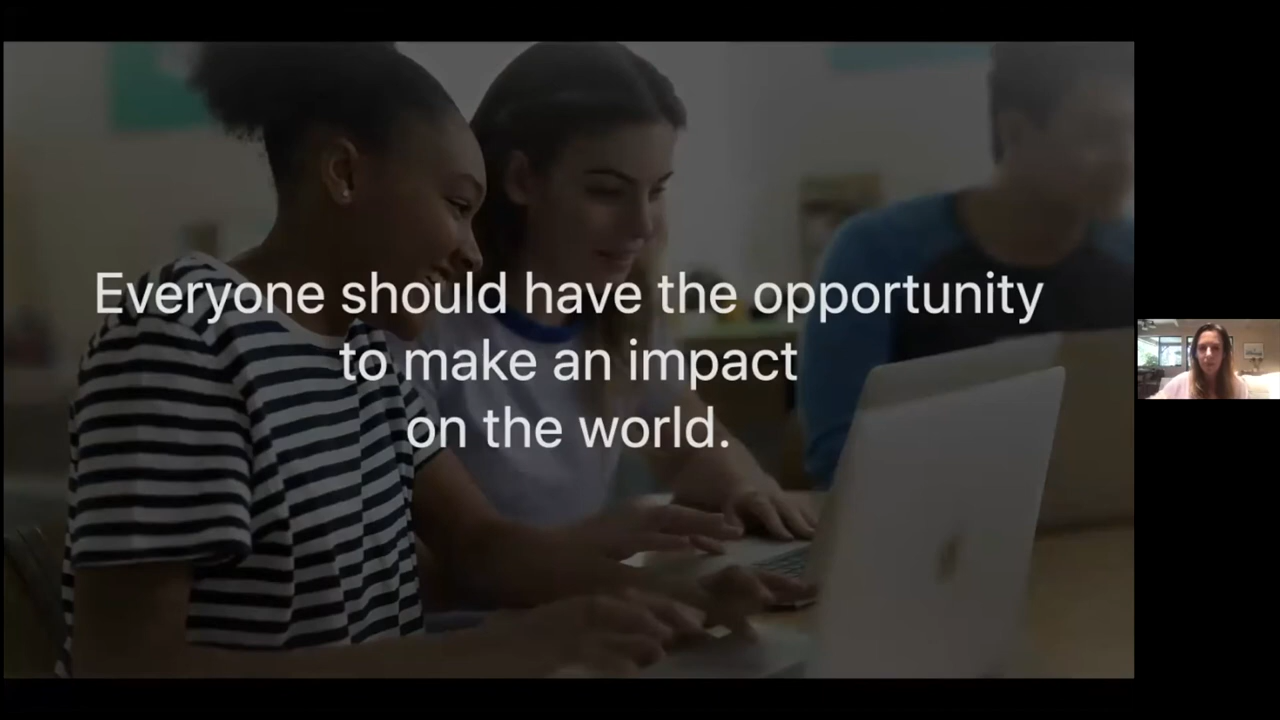 Everyone should have the opportunity
to make an impact
on the world.